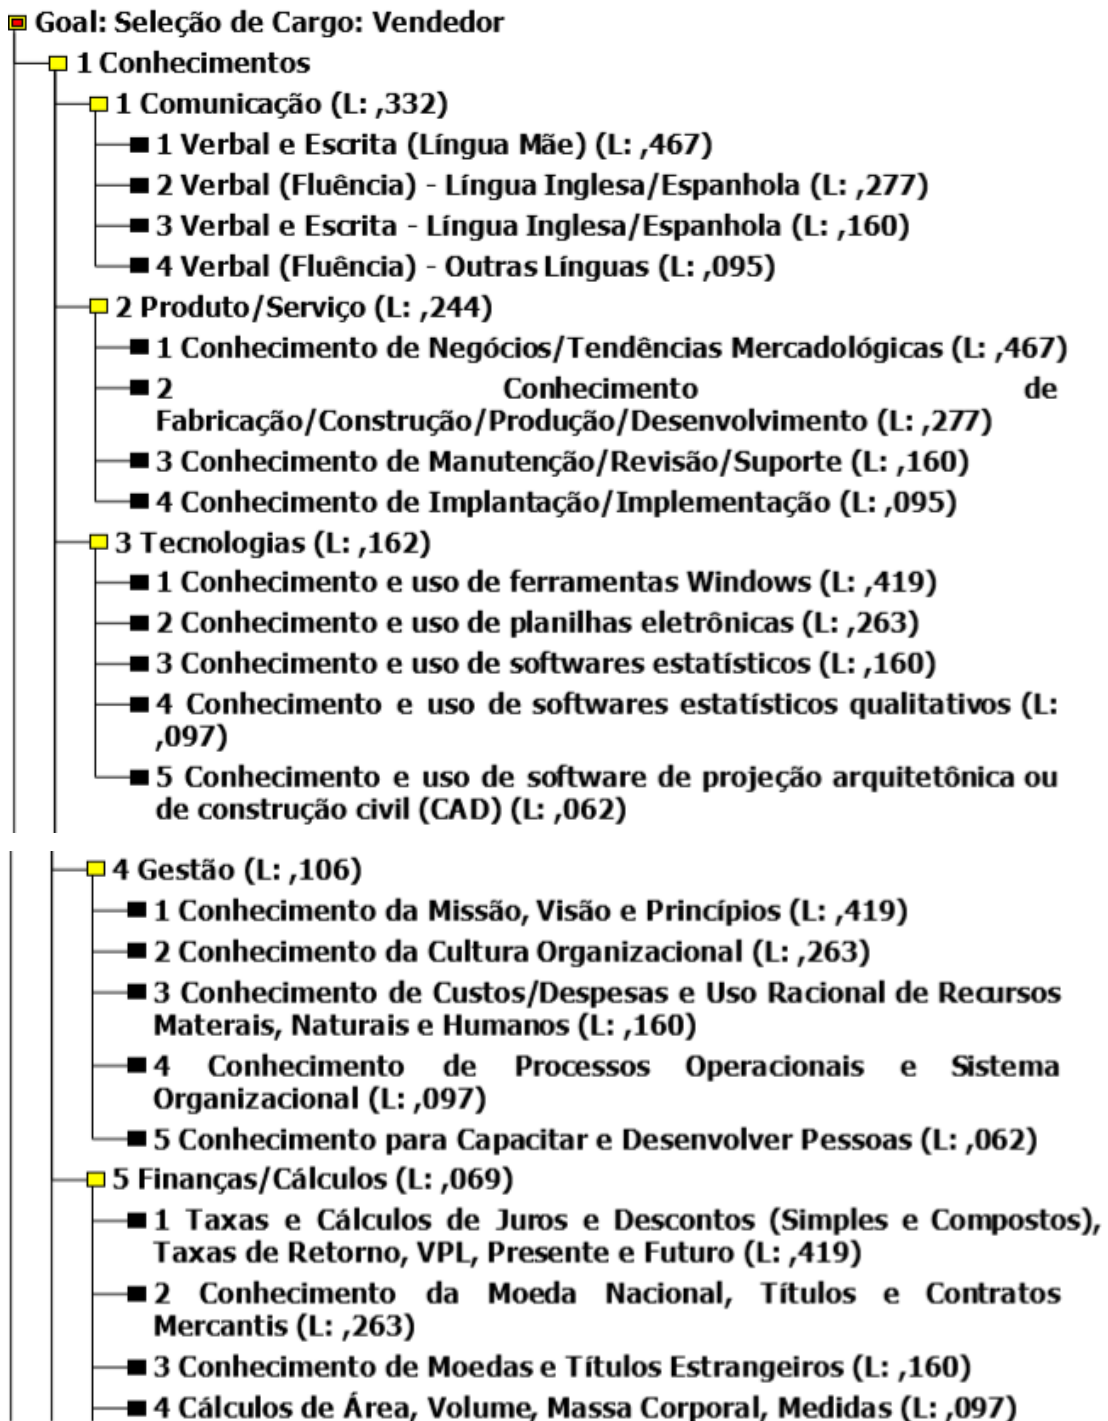 Goal: Seleção de Cargo: Vendedor
1 Conhecimentos
1 Comunicação (L: ,332)
1 Verbal e Escrita (Língua Mãe) (L: ,467)
2 Verbal (Fluência) - Língua Inglesa/Espanhola (L: ,277)
3 Verbal e Escrita - Língua Inglesa/Espanhola (L: ,160)
4 Verbal (Fluência) - Outras Línguas (L: ,095)
2 Produto/Serviço (L: ,244)
1 Conhecimento de Negócios/Tendências Mercadológicas (L: ,467)
2 Conhecimento de
Fabricação/Construção/Produção/Desenvolvimento (L: ,277)
3 Conhecimento de Manutenção/Revisão/Suporte (L: ,160)
4 Conhecimento de Implantação/Implementação (L: ,095)
3 Tecnologias (L: ,162)
1 Conhecimento e uso de ferramentas Windows (L: ,419)
2 Conhecimento e uso de planilhas eletrônicas (L: ,263)
3 Conhecimento e uso de softwares estatísticos (L: ,160)
4 Conhecimento e uso de softwares estatísticos qualitativos (L:
,097)
5 Conhecimento e uso de software de projeção arquitetônica ou
de construção civil (CAD) (L: ,062)
4 Gestão (L: ,106)
1 Conhecimento da Missão, Visão e Princípios (L: ,419)
2 Conhecimento da Cultura Organizacional (L: ,263)
3 Conhecimento de Custos/Despesas e Uso Racional de Recursos
Materais, Naturais e Humanos (L: ,160)
4 Conhecimento de Processos Operacionais e Sistema
Organizacional (L: ,097)
5 Conhecimento para Capacitar e Desenvolver Pessoas (L: ,062)
5 Finanças/Cálculos (L: ,069)
1 Taxas e Cálculos de Juros e Descontos (Simples e Compostos),
Taxas de Retorno, VPL, Presente e Futuro (L: ,419)
2 Conhecimento da Moeda Nacional, Títulos e Contratos
Mercantis (L: ,263)
3 Conhecimento de Moedas e Títulos Estrangeiros (L: ,160)
4 Cálculos de Área, Volume, Massa Corporal, Medidas (L: ,097)